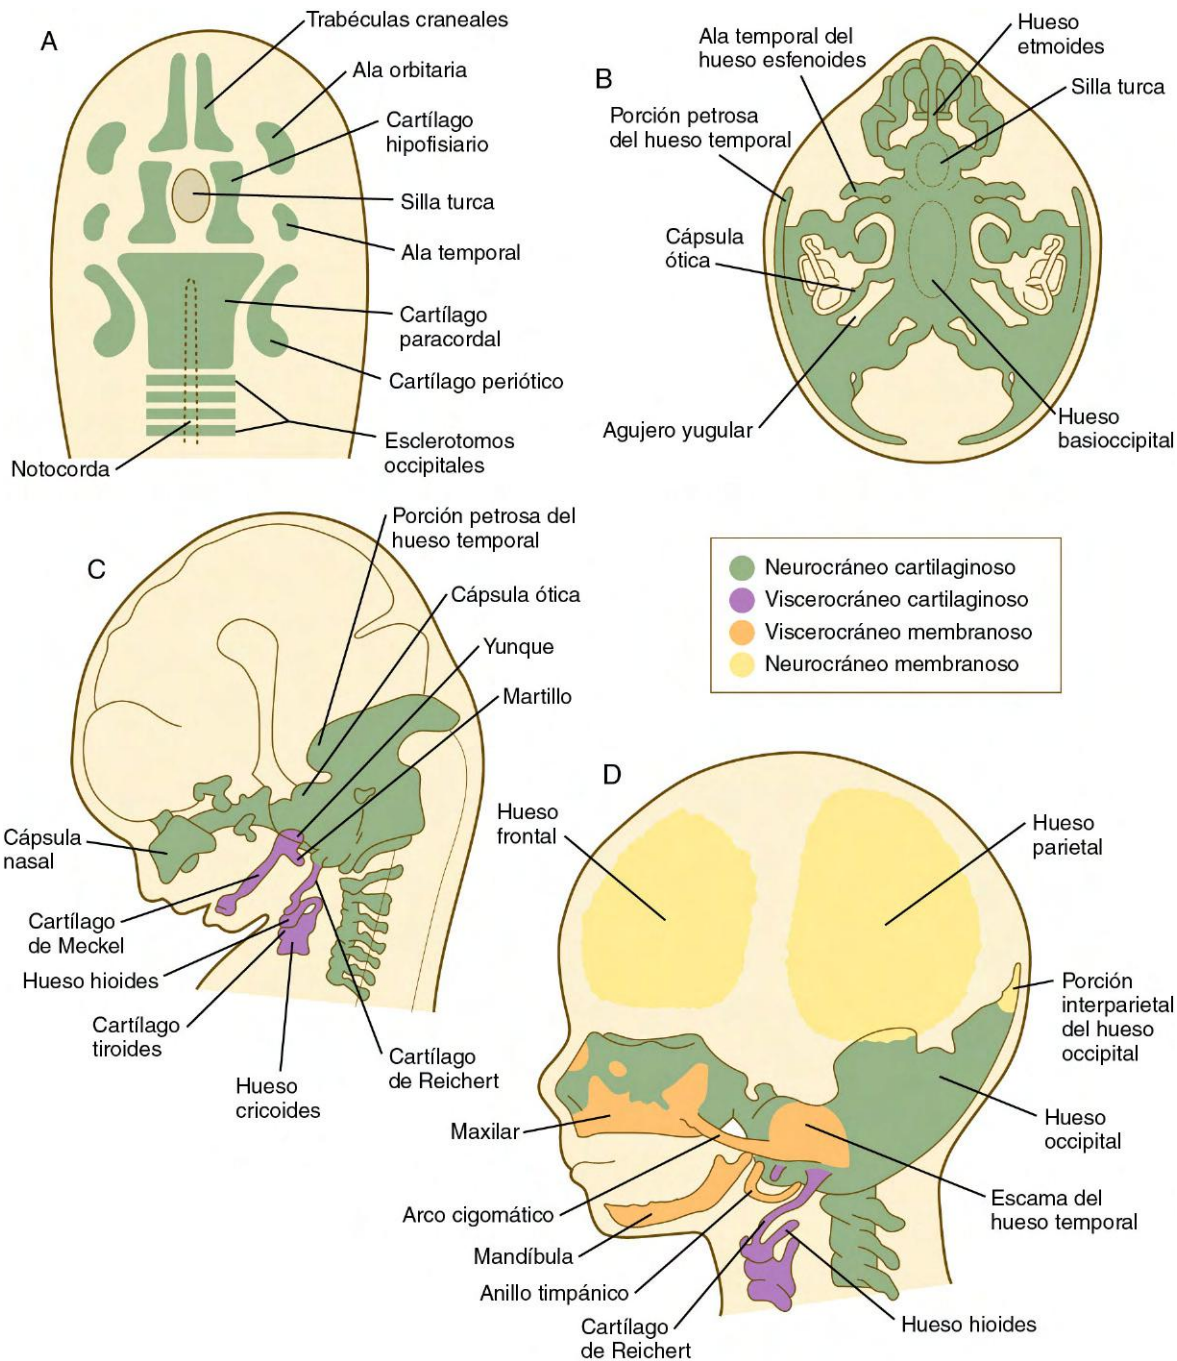 A
Trabéculas craneales
Ala orbitaria
Cartílago
hipofisiario
Silla turca
Ala temporal
Cartílago
paracordal
Cartílago periótico
Esclerotomos
occipitales
Notocorda
B
Ala temporal del
hueso esfenoides
Hueso
etmoides
Silla turca
Porción petrosa
del hueso temporal
Cápsula
ótica
Agujero yugular
Hueso
basioccipital
C
Porción petrosa del
hueso temporal
Cápsula ótica
Yunque
Martillo
Cápsula
nasal
Cartílago
de Meckel
Hueso hioides
Cartílago
tiroides
Hueso
cricoides
Cartílago
de Reichert
Neurocráneo cartilaginoso
Viscerocráneo cartilaginoso
Viscerocráneo membranoso
Neurocráneo membranoso
D
Hueso
frontal
Hueso
parietal
Porción
interparietal
del hueso
occipital
Hueso
occipital
Escama del
hueso temporal
Maxilar
Arco cigomático
Mandíbula
Anillo timpánico
Cartílago
de Reichert
Hueso hioides